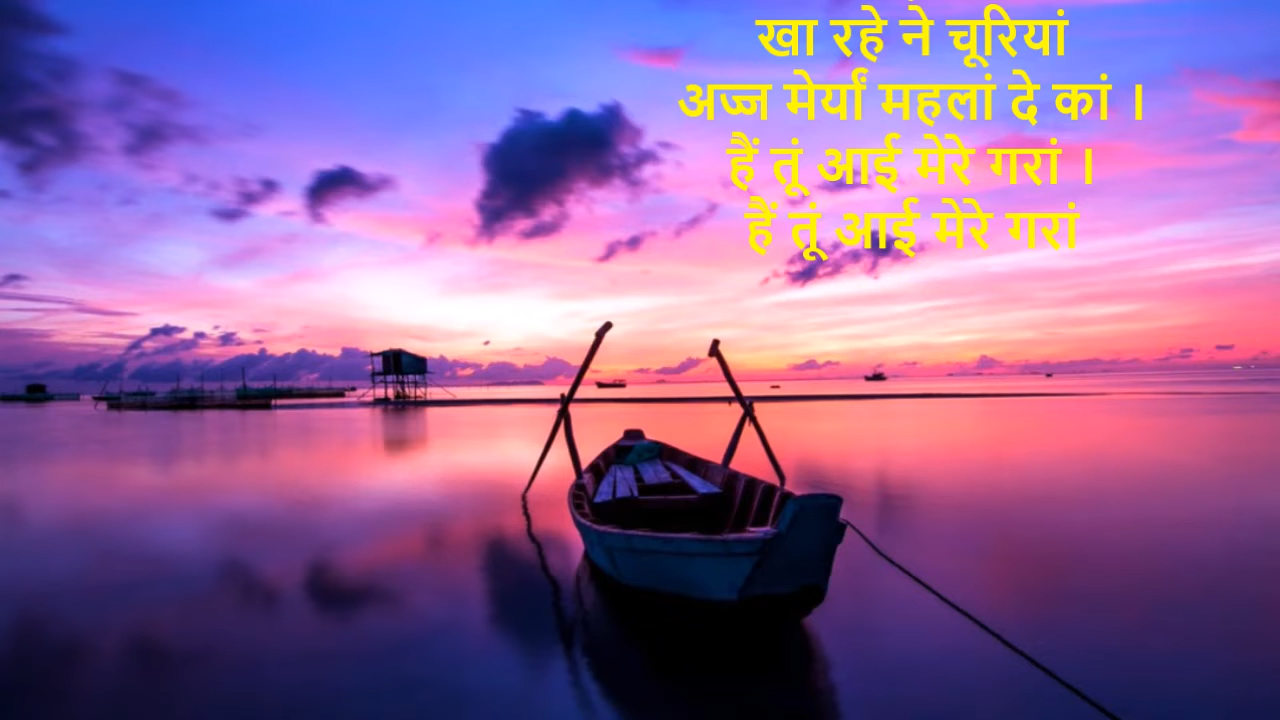 खा रहे ने चूरियां
अज्ज मेर्यां महलां दे कां ।
हैं तूं आई मेरे गरां ।
हैं तूं आई मेरे गरां